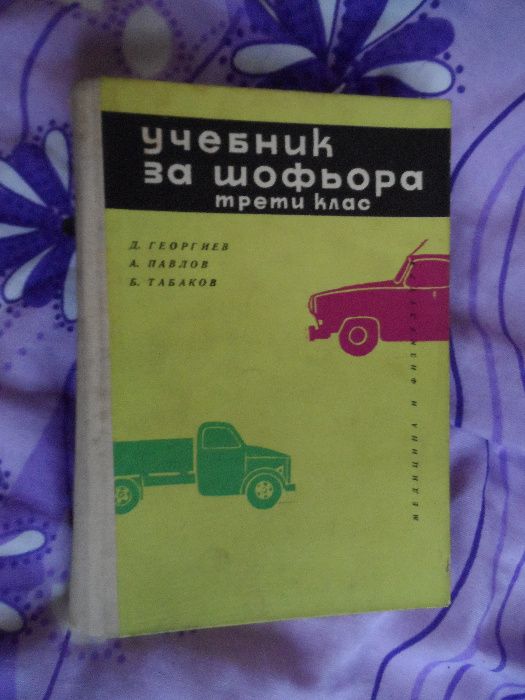 учебник
за шофьора
трети клас
Д. ГЕОРГИЕВ
А. ПАВЛОВ
Б. ТАБАКОВ
МЕДИЦИНА И ФИЗКУЛТУРА